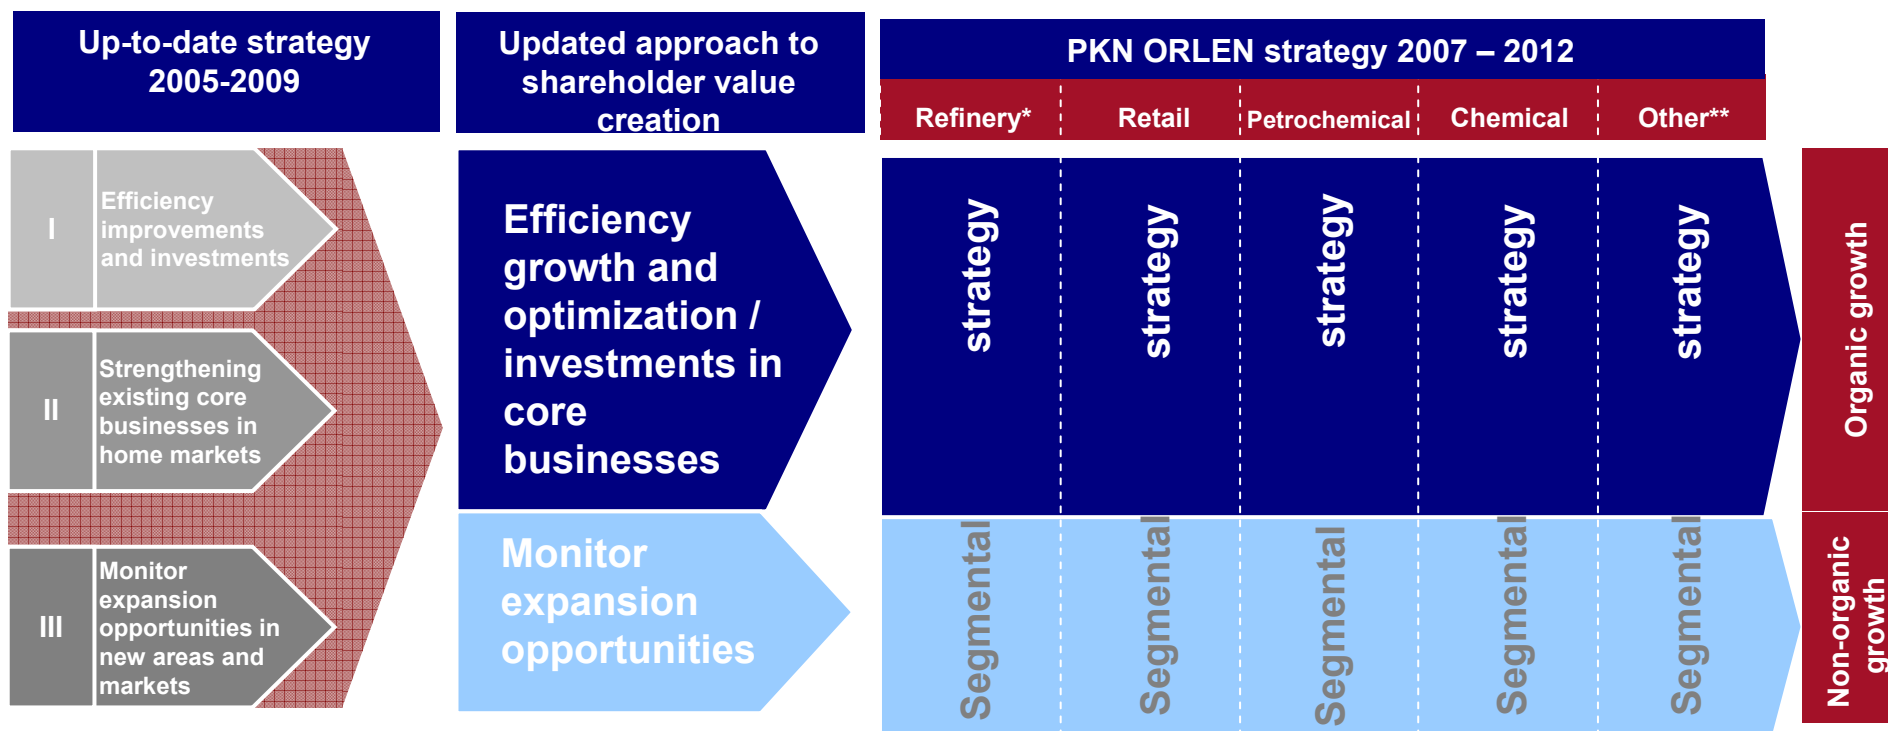 Up-to-date strategy
2005-2009
Updated approach to
shareholder value
creation
PKN ORLEN strategy 2007 – 2012
Refinery*
Retail
Petrochemical
Chemical
Other**
I
Efficiency
improvements
and investments
II
Strengthening
existing core
businesses in
home markets
III
Monitor
expansion
opportunities in
new areas and
markets
Efficiency
growth and
optimization /
investments in
core
businesses
Monitor
expansion
opportunities
Segmental strategy
Segmental strategy
Segmental strategy
Segmental strategy
Segmental strategy
Organic growth
Non-organic
growth